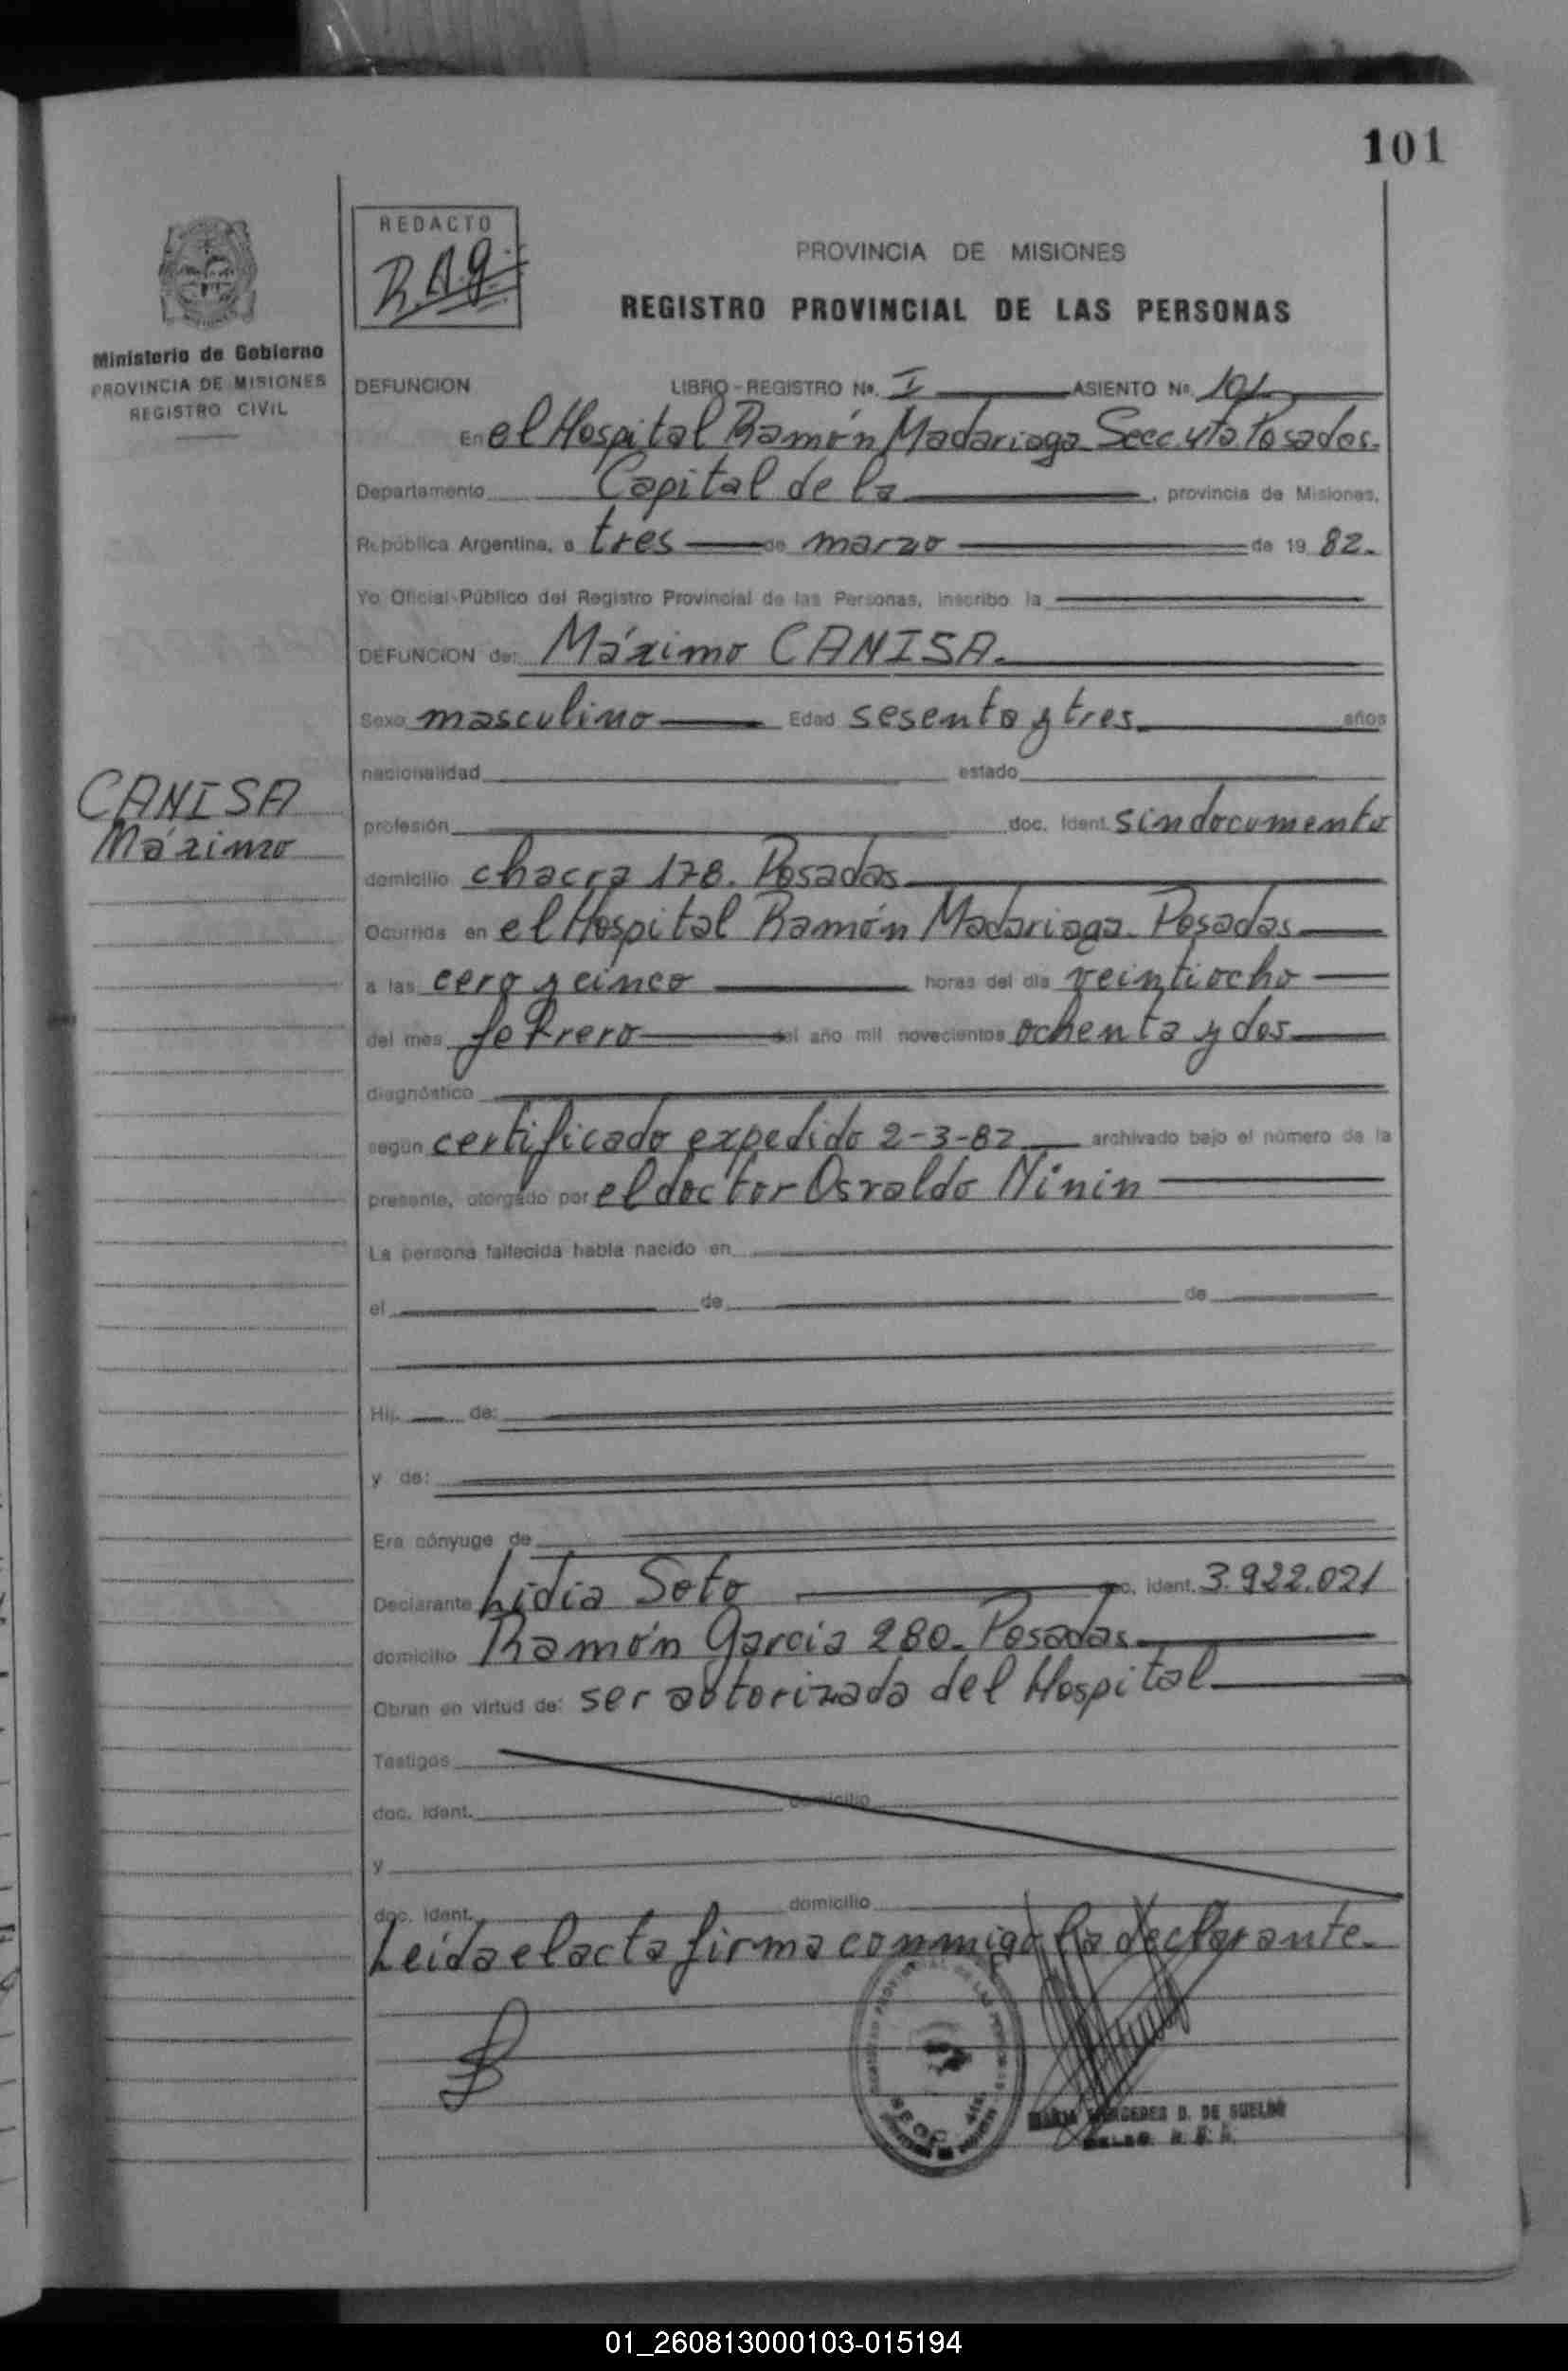 101
REDACTO
R.A.g.
PROVINCIA DE MISIONES
REGISTRO PROVINCIAL DE LAS PERSONAS
Ministerio de Gobierno
PROVINCIA DE MISIONES
REGISTRO CIVIL
DEFUNCION LIBRO - REGISTRO No. I ASIENTO No. 101
En el Hospital Ramón Madariaga Secc. 4ta Posadas.
Departamento Capital de la , provincia de Misiones,
República Argentina, a tres de marzo de 19 82.
Yo Oficial Público del Registro Provincial de las Personas, inscribo la
DEFUNCION de: Máximo CANISA.
Sexo masculino Edad sesenta y tres años
nacionalidad estado
CANISA
Máximo
profesión doc. ident. sin documento
domicilio chacra 178. Posadas
Ocurrida en el Hospital Ramón Madariaga. Posadas
a las cero y cinco horas del día veintiocho
del mes febrero del año mil novecientos ochenta y dos
diagnóstico
según certificado expedido 2-3-82 archivado bajo el número de la
presente, otorgado por el doctor Osvaldo Ninin
La persona fallecida había nacido en
el de de
Hij de:
y de:
Era cónyuge de
Declarante Lidia Soto doc. ident. 3.922.021
domicilio Ramón García 280. Posadas
Obran en virtud de: ser autorizada del Hospital
Testigos
doc. ident. domicilio
y
doc. ident. domicilio
Leída el acta firma conmigo la declarante.
D. DE SUELDO
01_260813000103-015194